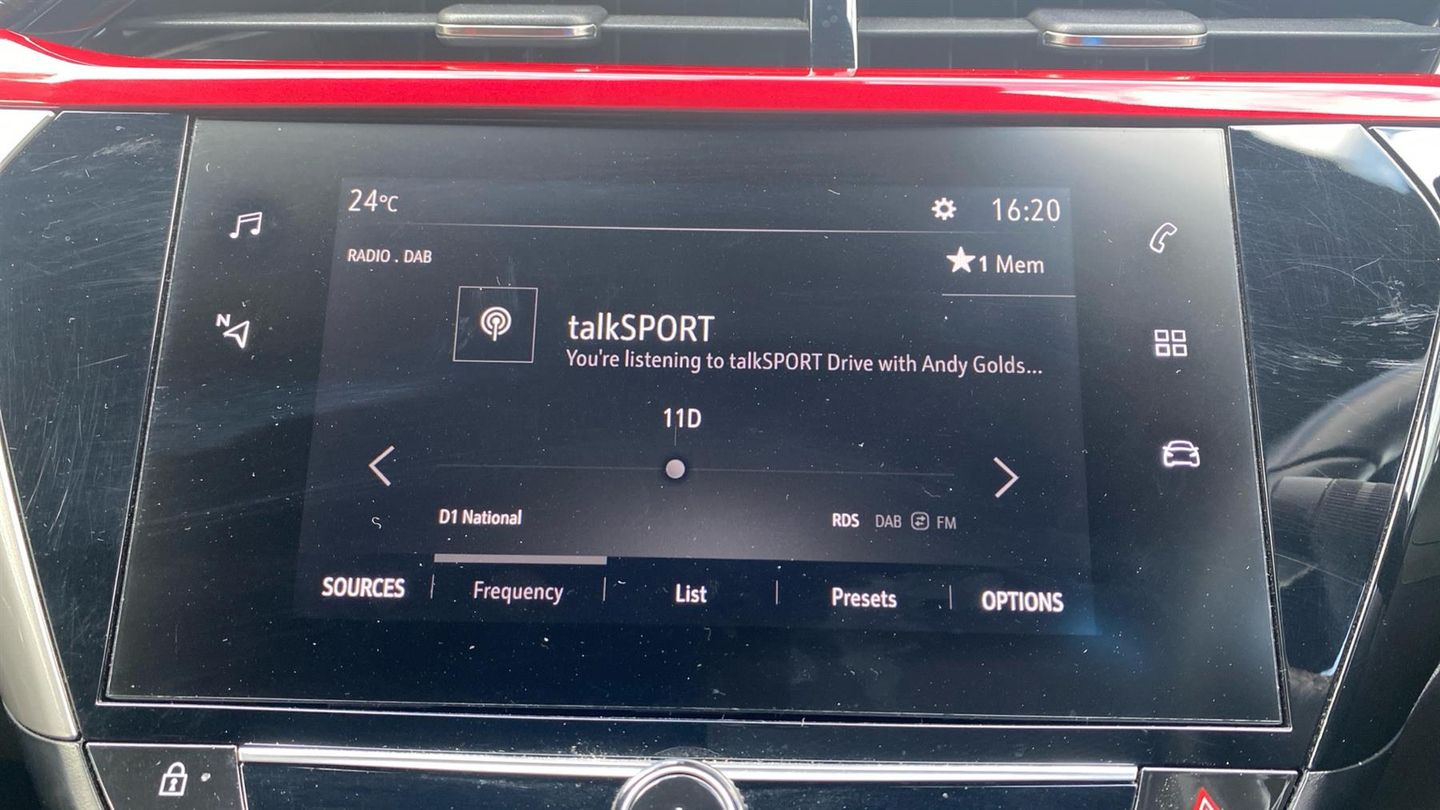 24°C
16:20
RADIO . DAB
★1 Mem
talkSPORT
You're listening to talkSPORT Drive with Andy Golds...
11D
N
D1 National
RDS DAB FM
SOURCES
Frequency
List
Presets
OPTIONS